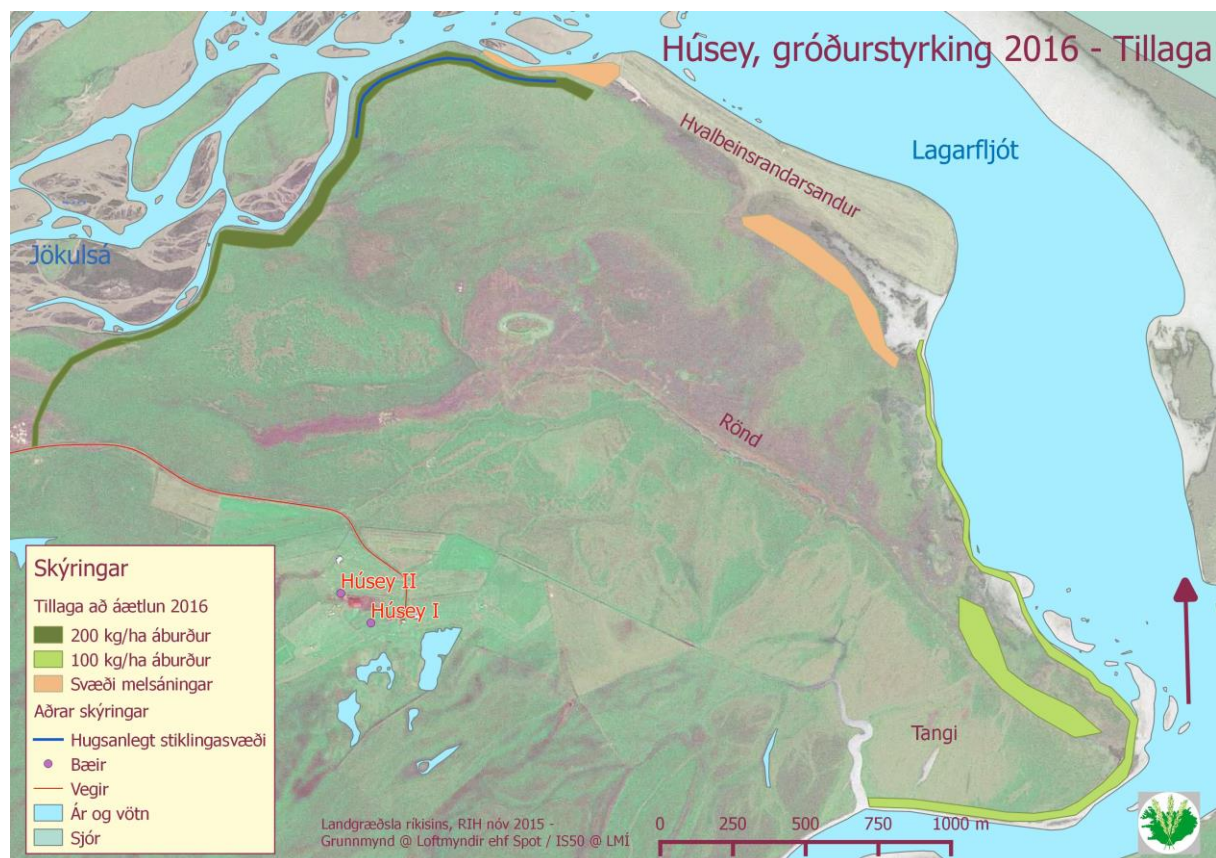 Húsey, gróðurstyrking 2016 - Tillaga
Hvalbeinsrandarsandur
Lagarfljót
Jökulsá
Rönd
Húsey II
Húsey I
Tangi
Skýringar
Tillaga að áætlun 2016
200 kg/ha áburður
100 kg/ha áburður
Svæði melsáningar
Aðrar skýringar
Hugsanlegt stiklingasvæði
Bæir
Vegir
Ár og vötn
Sjór
Landgræðsla ríkisins, RIH nóv 2015 -
Grunnmynd @ Loftmyndir ehf Spot / IS50 @ LMÍ
0 250 500 750 1000 m